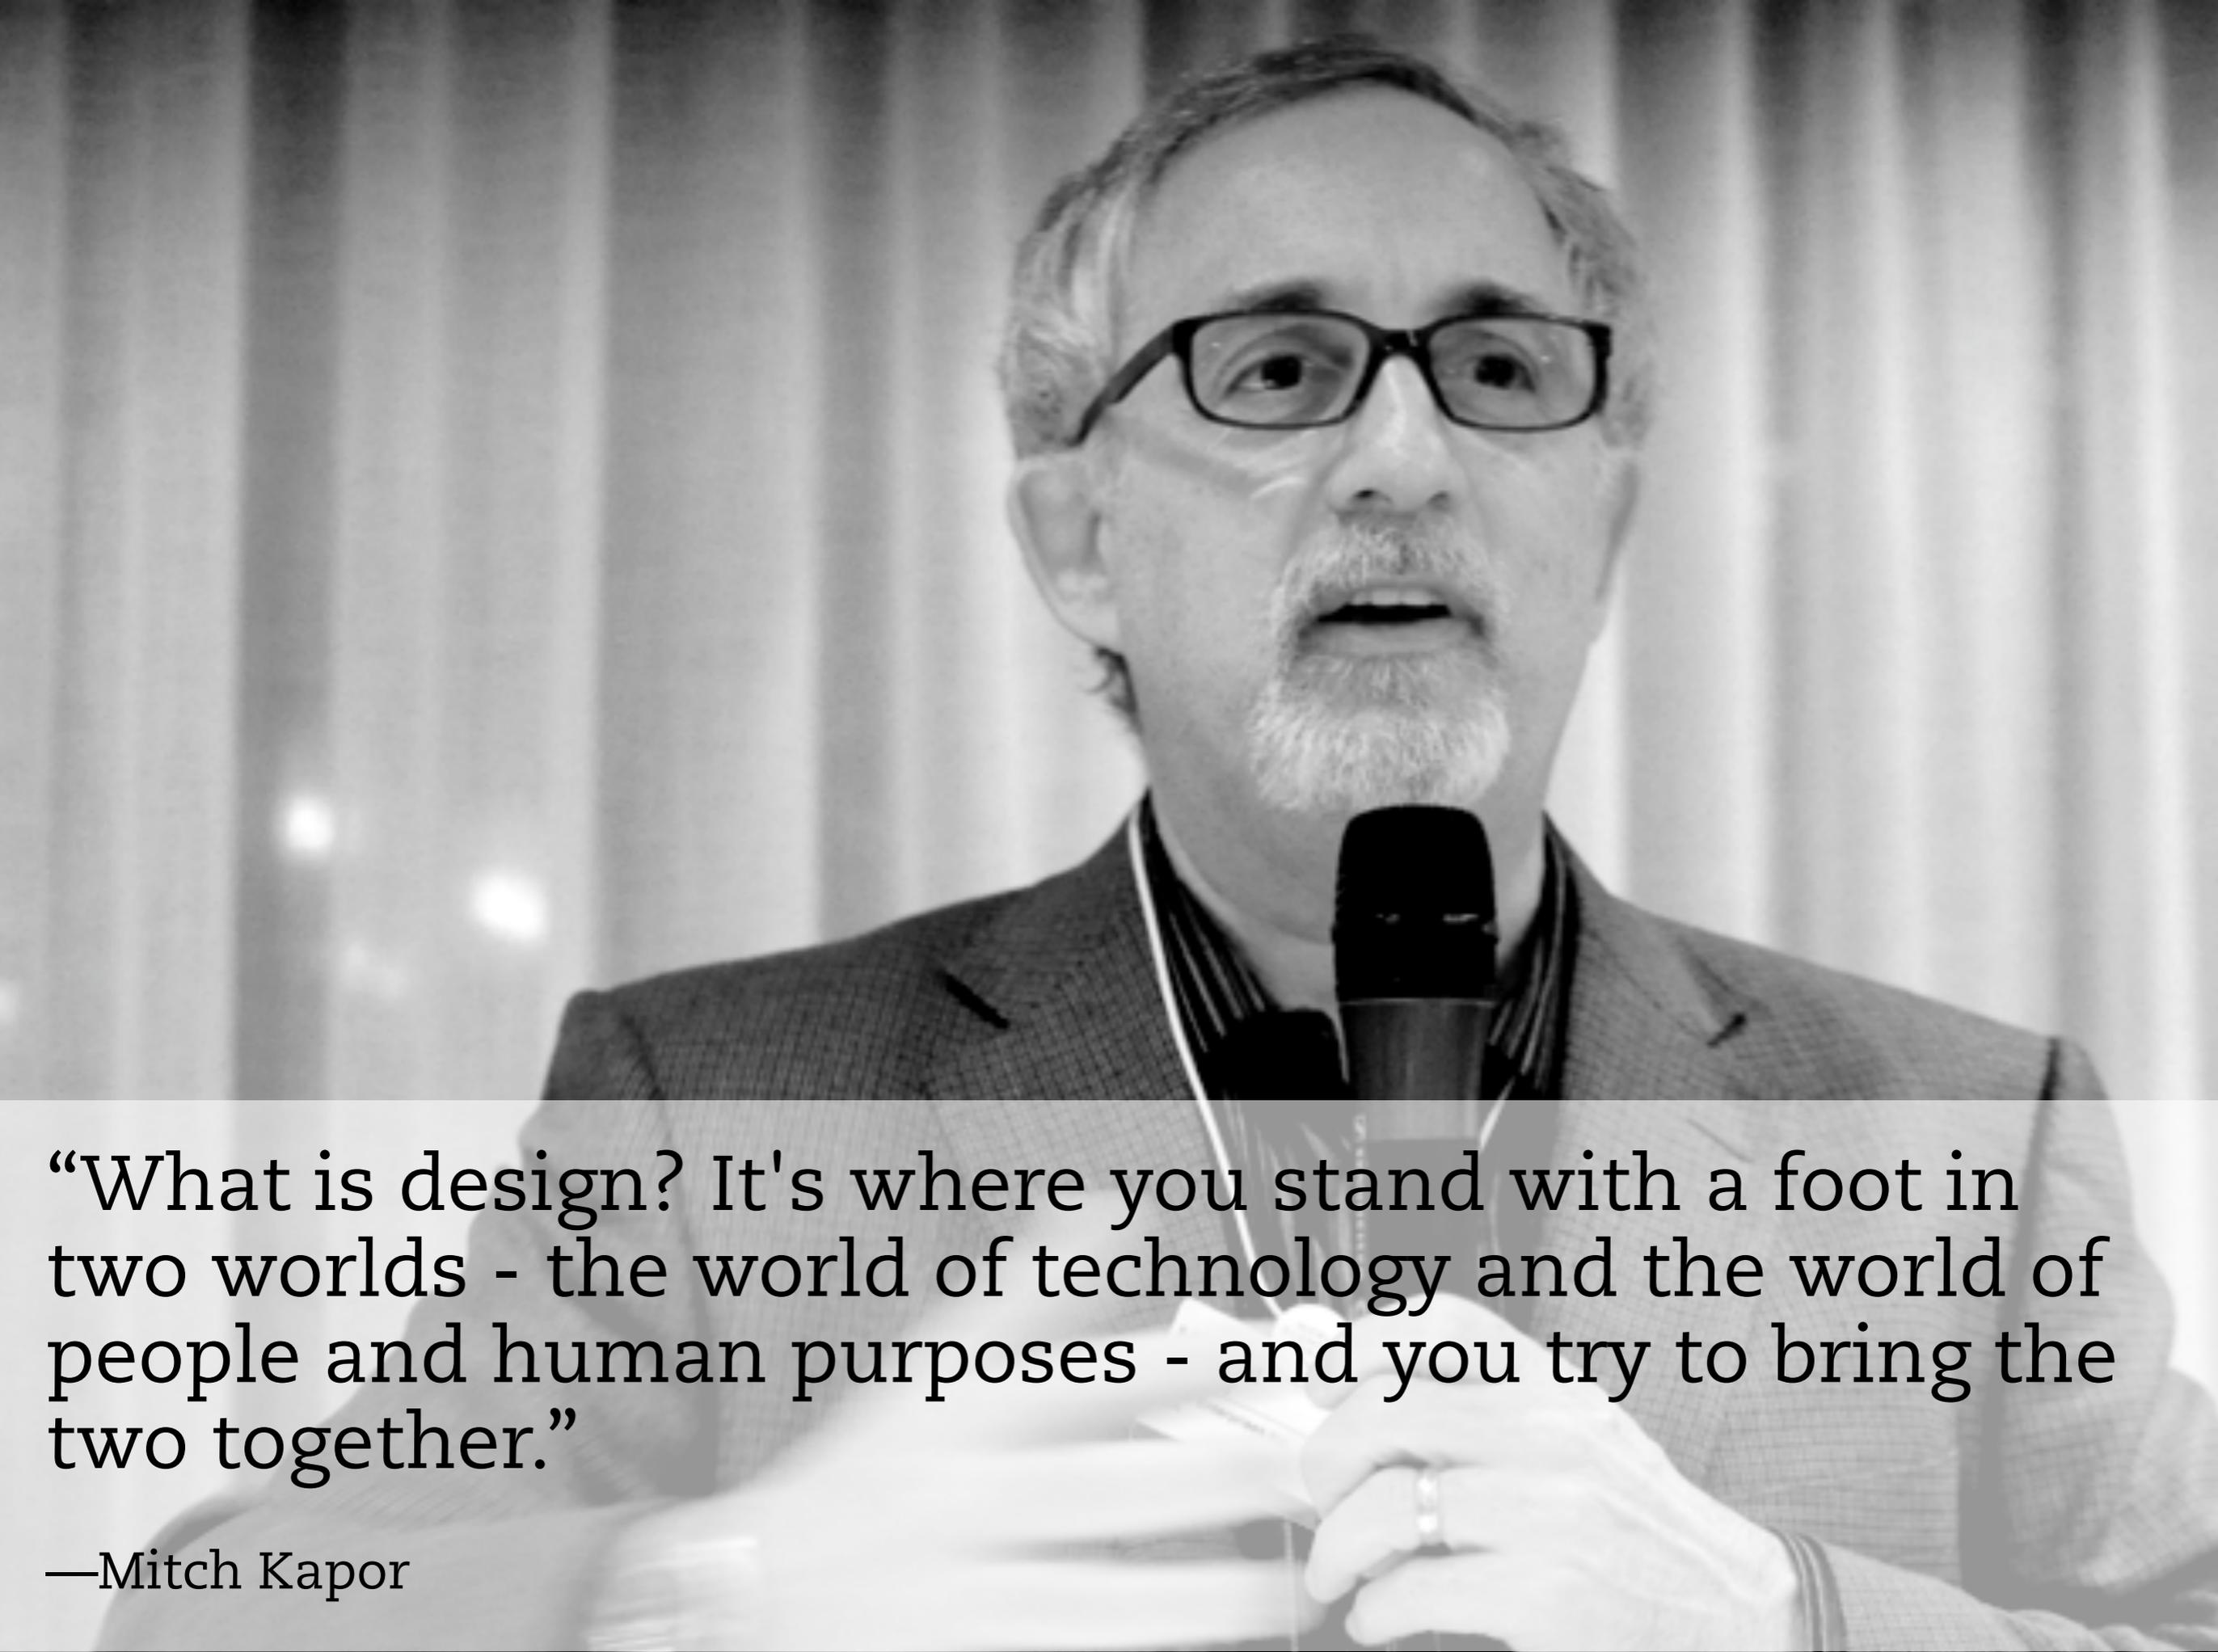 “What is design? It's where you stand with a foot in
two worlds - the world of technology and the world of
people and human purposes - and you try to bring the
two together.”
—Mitch Kapor